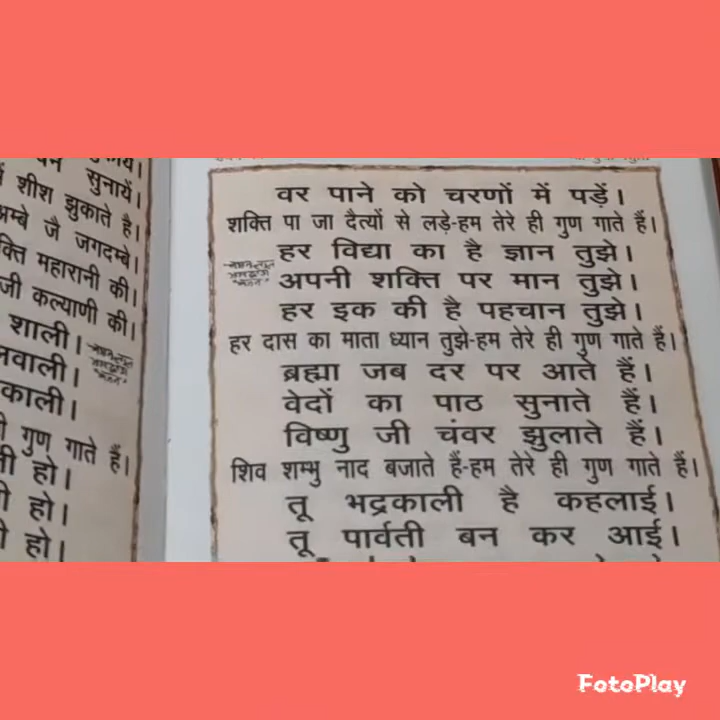 सुनायें।
शीश झुकाते है।
अम्बे जै जगदम्बे।
महारानी की।
जी कल्याणी की।
शाली।
काली।
गुण गाते हैं।
हो।
हो।
हो।
वर पाने को चरणों में पड़ें।
शक्ति पा जा दैत्यों से लड़े-हम तेरे ही गुण गाते हैं।
हर विद्या का है ज्ञान तुझे।
अपनी शक्ति पर मान तुझे।
हर इक की है पहचान तुझे।
हर दास का माता ध्यान तुझे-हम तेरे ही गुण गाते हैं।
ब्रह्मा जब दर पर आते हैं।
वेदों का पाठ सुनाते हैं।
विष्णु जी चंवर झुलाते हैं।
शिव शम्भु नाद बजाते हैं-हम तेरे ही गुण गाते हैं।
तू भद्रकाली है कहलाई।
तू पार्वती बन कर आई।
FotoPlay